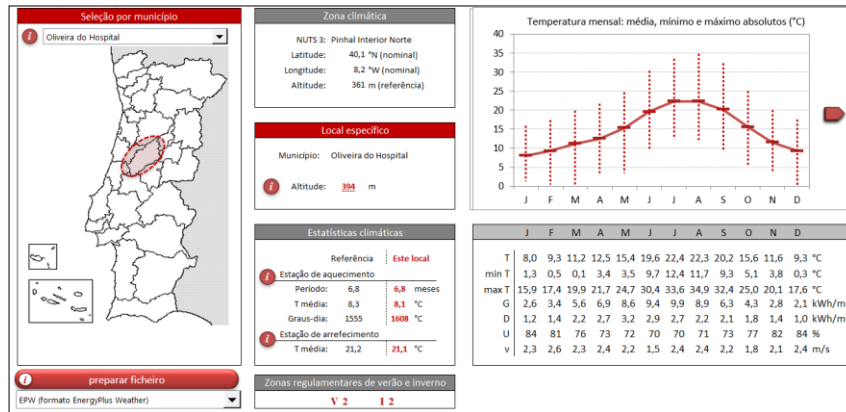 Seleção por município
i Oliveira do Hospital
preparar ficheiro
i
EPW (formato EnergyPlus Weather)
Zona climática
NUTS 3: Pinhal Interior Norte
Latitude: 40,1 °N (nominal)
Longitude: 8,2 °W (nominal)
Altitude: 361 m (referência)
Local específico
Município: Oliveira do Hospital
i Altitude: 394 m
Estatísticas climáticas
Referência Este local
i Estação de aquecimento
Período: 6,8 6,8 meses
T média: 8,3 8,1 °C
Graus-dia: 1555 1608 °C
i Estação de arrefecimento
T média: 21,2 21,1 °C
Zonas regulamentares de verão e inverno
V 2 I 2
Temperatura mensal: média, mínimo e máximo absolutos (°C)
40
35
30
25
20
15
10
5
0
J F M A M J J A S O N D
J F M A M J J A S O N D
T 8,0 9,3 11,2 12,5 15,4 19,6 22,4 22,3 20,2 15,6 11,6 9,3 °C
min T 1,3 0,5 0,1 3,4 3,5 9,7 12,4 11,7 9,3 5,1 3,8 0,3 °C
max T 15,9 17,4 19,9 21,7 24,7 30,4 33,6 34,9 32,4 25,0 20,1 17,6 °C
G 2,6 3,4 5,6 6,9 8,6 9,4 9,9 8,9 6,3 4,3 2,8 2,1 kWh/m
D 1,2 1,4 2,2 2,7 3,2 2,9 2,7 2,2 2,1 1,8 1,4 1,0 kWh/m
U 84 81 76 73 72 70 70 71 73 77 82 84 %
v 2,3 2,6 2,3 2,4 2,2 1,5 2,4 2,4 2,2 1,8 2,1 2,4 m/s